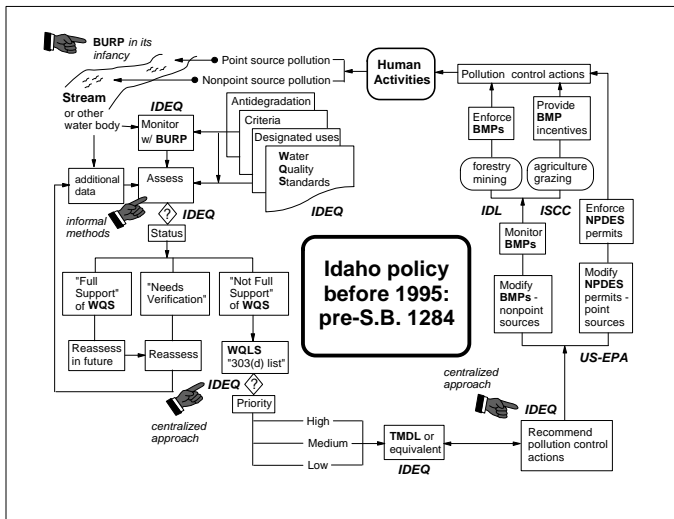 BURP in its
infancy
Point source pollution
Nonpoint source pollution
Human
Activities
Pollution control actions
Stream
or other
water body
IDEQ
Monitor
w/ BURP
Antidegradation
Criteria
Designated uses
Water
Quality
Standards
IDEQ
Enforce
BMPs
Provide
BMP
incentives
additional
data
Assess
forestry
mining
agriculture
grazing
informal
methods
?
IDEQ
Status
IDL
ISCC
Enforce
NPDES
permits
Monitor
BMPs
Idaho policy
before 1995:
pre-S.B. 1284
"Full
Support"
of WQS
"Needs
Verification"
"Not Full
Support"
of WQS
Modify
BMPs -
nonpoint
sources
Modify
NPDES
permits -
point
sources
Reassess
in future
Reassess
WQLS
"303(d) list"
US-EPA
IDEQ
?
Priority
centralized
approach
centralized
approach
IDEQ
High
Medium
Low
TMDL or
equivalent
IDEQ
Recommend
pollution control
actions